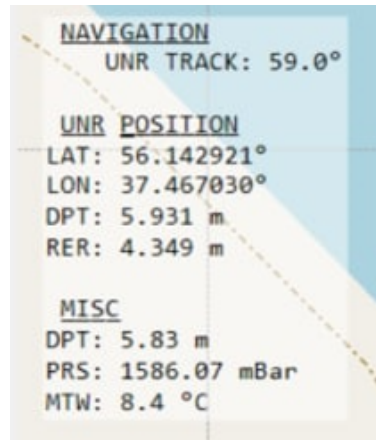 NAVIGATION
UNR TRACK: 59.0°
UNR POSITION
LAT: 56.142921°
LON: 37.467030°
DPT: 5.931 m
RER: 4.349 m
MISC
DPT: 5.83 m
PRS: 1586.07 mBar
MTW: 8.4 °C